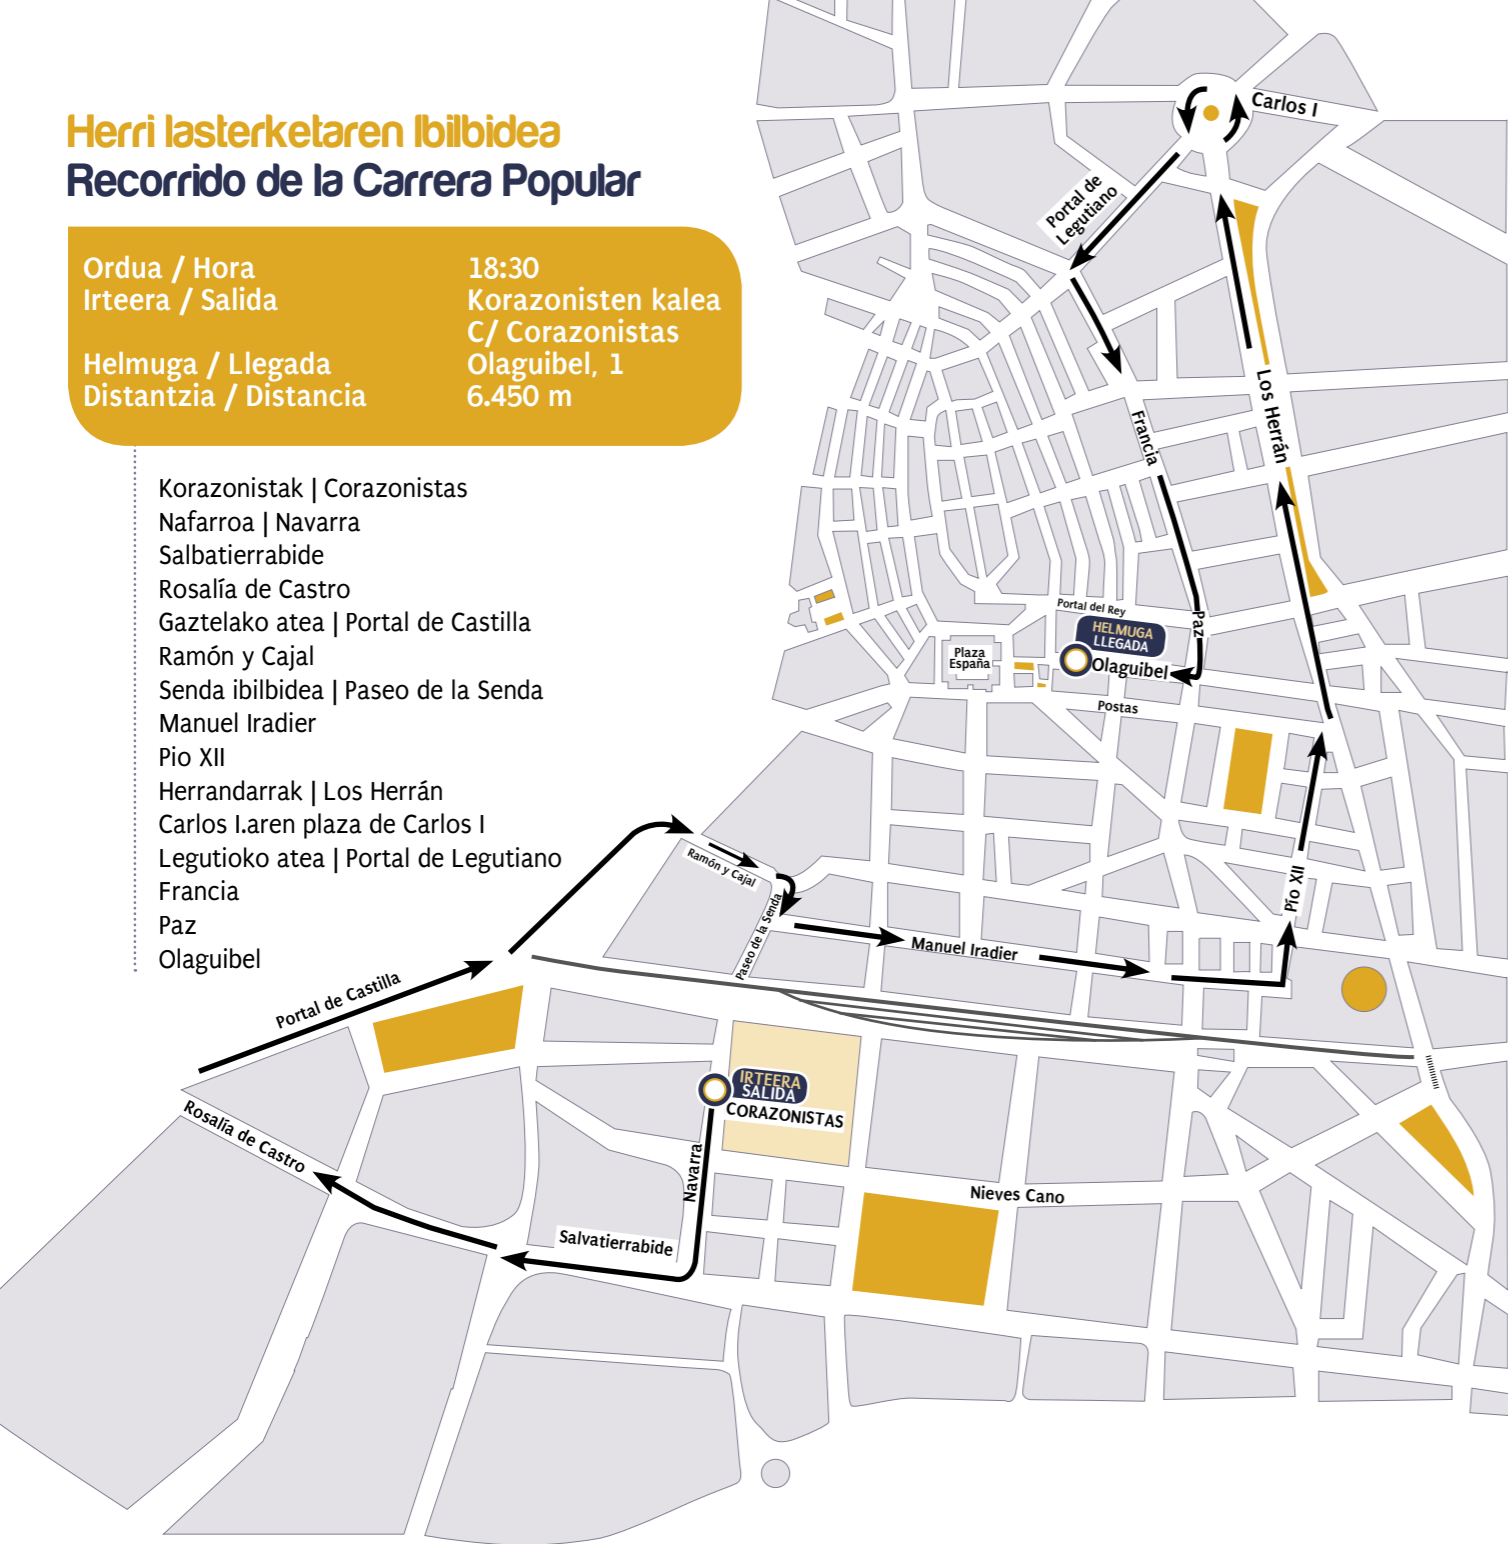 Herri lasterketaren Ibilbidea
Recorrido de la Carrera Popular
Ordua / Hora 18:30
Irteera / Salida Korazonisten kalea
C/ Corazonistas
Helmuga / Llegada Olaguibel, 1
Distantzia / Distancia 6.450 m
Korazonistak | Corazonistas
Nafarroa | Navarra
Salbatierrabide
Rosalía de Castro
Gaztelako atea | Portal de Castilla
Ramón y Cajal
Senda ibilbidea | Paseo de la Senda
Manuel Iradier
Pio XII
Herrandarrak | Los Herrán
Carlos I.aren plaza de Carlos I
Legutioko atea | Portal de Legutiano
Francia
Paz
Olaguibel
Carlos I
Portal de
Legutiano
Los Herrán
Francia
Portal del Rey
Paz
HELMUGA
LLEGADA
Olaguibel
Plaza
España
Postas
Ramón y Cajal
Paseo de la Senda
Pío XII
Manuel Iradier
Portal de Castilla
IRTEERA
SALIDA
CORAZONISTAS
Rosalía de Castro
Navarra
Nieves Cano
Salvatierrabide